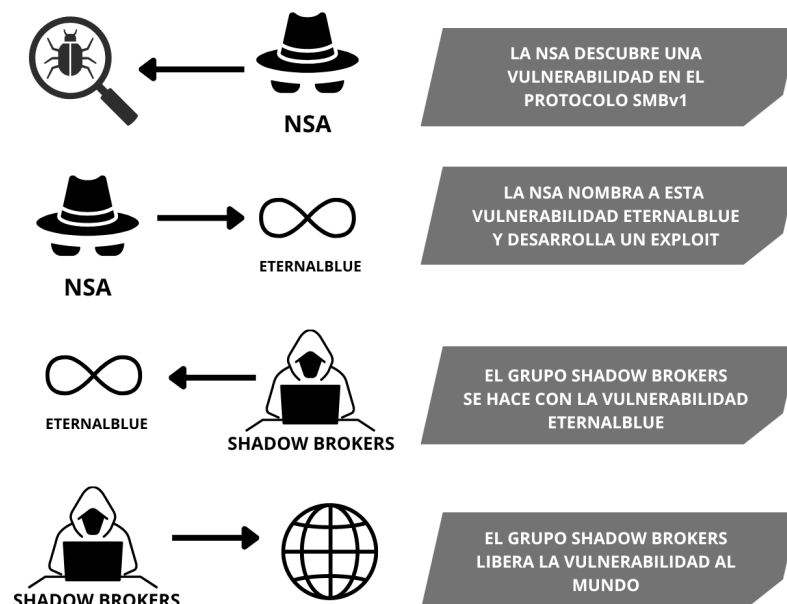 NSA
LA NSA DESCUBRE UNA
VULNERABILIDAD EN EL
PROTOCOLO SMBv1
NSA
ETERNALBLUE
LA NSA NOMBRA A ESTA
VULNERABILIDAD ETERNALBLUE
Y DESARROLLA UN EXPLOIT
ETERNALBLUE
SHADOW BROKERS
EL GRUPO SHADOW BROKERS
SE HACE CON LA VULNERABILIDAD
ETERNALBLUE
SHADOW BROKERS
EL GRUPO SHADOW BROKERS
LIBERA LA VULNERABILIDAD AL
MUNDO